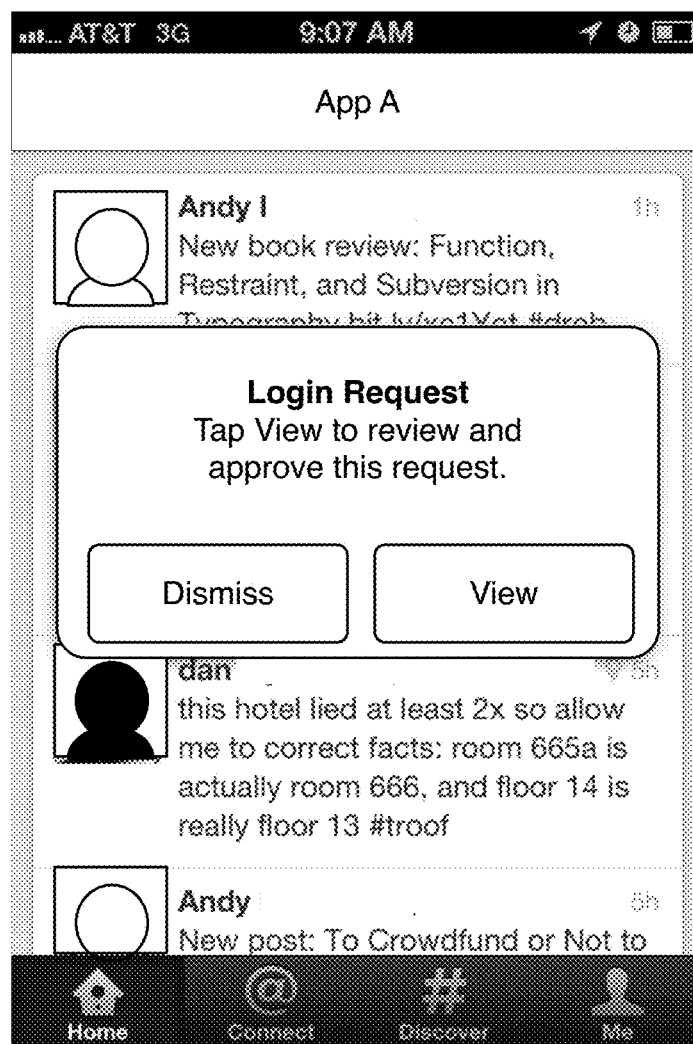 AT&T 3G 9:07 AM
App A
Andy I 1h
New book review: Function,
Restraint, and Subversion in
Typography
Login Request
Tap View to review and
approve this request.
Dismiss View
dan 5h
this hotel lied at least 2x so allow
me to correct facts: room 665a is
actually room 666, and floor 14 is
really floor 13 #troof
Andy 5h
New post: To Crowdfund or Not to
Home Connect Discover Me